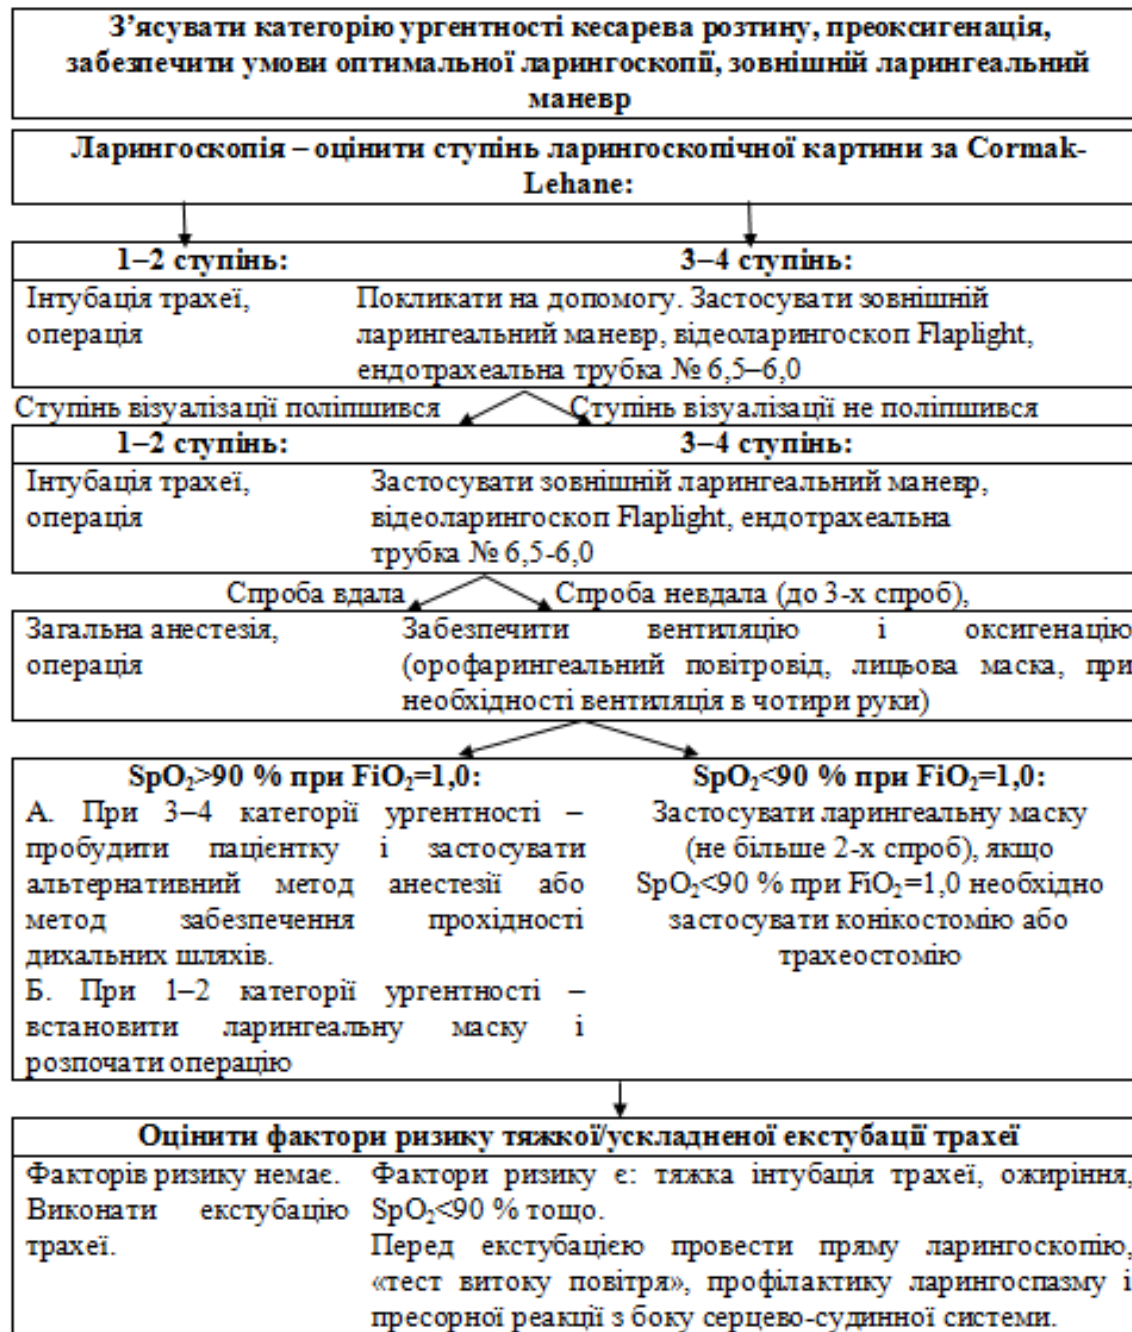 З’ясувати категорію ургентності кесарева розтину, преоксигенація,
забезпечити умови оптимальної ларингоскопії, зовнішній ларингеальний
маневр
Ларингоскопія – оцінити ступінь ларингоскопічної картини за Cormak-
Lehane:
1–2 ступінь:
Інтубація трахеї,
операція
3–4 ступінь:
Покликати на допомогу. Застосувати зовнішній
ларингеальний маневр, відеоларингоскоп Flaplight,
ендотрахеальна трубка № 6,5–6,0
Ступінь візуалізації поліпшився
Ступінь візуалізації не поліпшився
1–2 ступінь:
Інтубація трахеї,
операція
3–4 ступінь:
Застосувати зовнішній ларингеальний маневр,
відеоларингоскоп Flaplight, ендотрахеальна
трубка № 6,5-6,0
Спроба вдала
Спроба невдала (до 3-х спроб),
Загальна анестезія,
операція
Забезпечити вентиляцію і оксигенацію
(орофарингеальний повітровід, лицьова маска, при
необхідності вентиляція в чотири руки)
SpO₂>90 % при FiO₂=1,0:
А. При 3–4 категорії ургентності –
пробудити пацієнтку і застосувати
альтернативний метод анестезії або
метод забезпечення прохідності
дихальних шляхів.
Б. При 1–2 категорії ургентності –
встановити ларингеальну маску і
розпочати операцію
SpO₂<90 % при FiO₂=1,0:
Застосувати ларингеальну маску
(не більше 2-х спроб), якщо
SpO₂<90 % при FiO₂=1,0 необхідно
застосувати конікостомію або
трахеостомію
Оцінити фактори ризику тяжкої/ускладненої екстубації трахеї
Факторів ризику немає.
Виконати екстубацію
трахеї.
Фактори ризику є: тяжка інтубація трахеї, ожиріння,
SpO₂<90 % тощо.
Перед екстубацією провести пряму ларингоскопію,
«тест витоку повітря», профілактику ларингоспазму і
пресорної реакції з боку серцево-судинної системи.